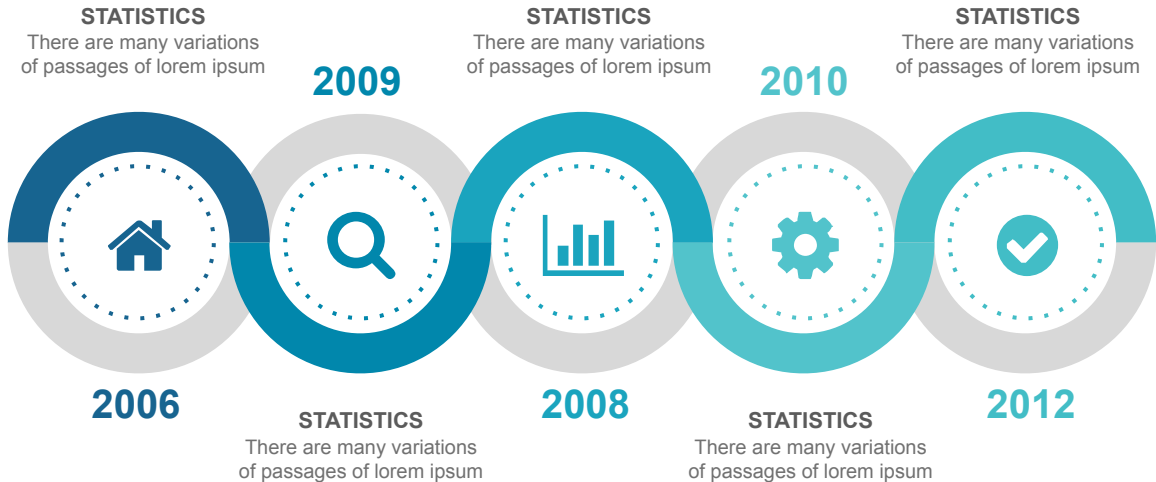 STATISTICS
There are many variations
of passages of lorem ipsum
2006
2009
STATISTICS
There are many variations
of passages of lorem ipsum
STATISTICS
There are many variations
of passages of lorem ipsum
2008
2010
STATISTICS
There are many variations
of passages of lorem ipsum
STATISTICS
There are many variations
of passages of lorem ipsum
2012